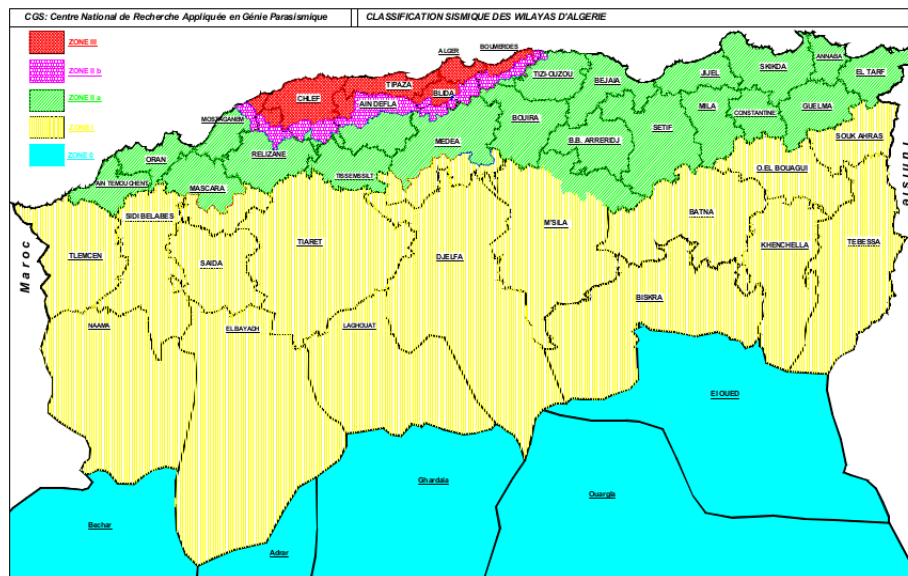 CGS: Centre National de Recherche Appliquée en Génie Parasismique
CLASSIFICATION SISMIQUE DES WILAYAS D'ALGERIE
ZONE III
ZONE II b
ZONE II a
ZONE I
ZONE 0
ALGER
BOUMERDES
TIPAZA
BLIDA
CHLEF
AIN DEFLA
TIZI-OUZOU
BEJAIA
JIJEL
SKIKDA
ANNABA
EL TARF
MOSTAGANEM
RELIZANE
MEDEA
BOUIRA
B.B. ARRERIDJ
SETIF
MILA
CONSTANTINE
GUELMA
SOUK AHRAS
ORAN
AIN TEMOUCHENT
MASCARA
TISSEMSSILT
O.EL BOUAGUI
SIDI BELABES
TLEMCEN
SAIDA
TIARET
DJELFA
M'SILA
BATNA
KHENCHELLA
TEBESSA
BISKRA
NAAMA
ELBAYADH
LAGHOUAT
El OUED
Ghardaia
Ouargla
Bechar
Adrar
Maroc
Tunisie